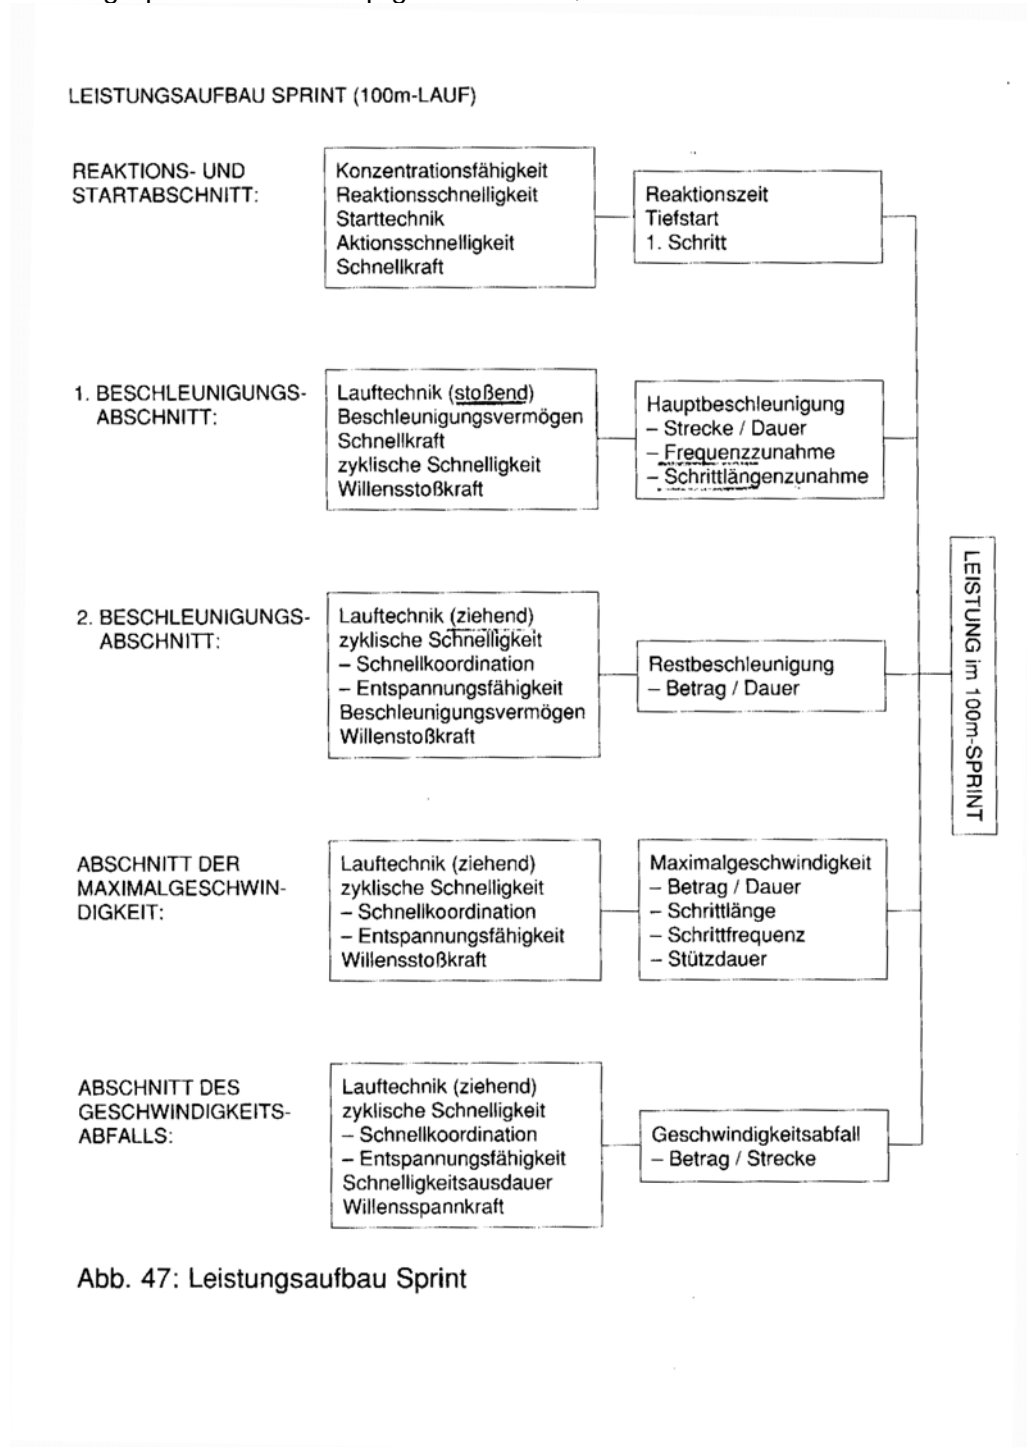 LEISTUNGSAUFBAU SPRINT (100m-LAUF)
REAKTIONS- UND
STARTABSCHNITT:
Konzentrationsfähigkeit
Reaktionsschnelligkeit
Starttechnik
Aktionsschnelligkeit
Schnellkraft
Reaktionszeit
Tiefstart
1. Schritt
1. BESCHLEUNIGUNGS-
ABSCHNITT:
Lauftechnik (stoßend)
Beschleunigungsvermögen
Schnellkraft
zyklische Schnelligkeit
Willensstoßkraft
Hauptbeschleunigung
– Strecke / Dauer
– Frequenzzunahme
– Schrittlängenzunahme
2. BESCHLEUNIGUNGS-
ABSCHNITT:
Lauftechnik (ziehend)
zyklische Schnelligkeit
– Schnellkoordination
– Entspannungsfähigkeit
Beschleunigungsvermögen
Willenstoßkraft
Restbeschleunigung
– Betrag / Dauer
ABSCHNITT DER
MAXIMALGESCHWIN-
DIGKEIT:
Lauftechnik (ziehend)
zyklische Schnelligkeit
– Schnellkoordination
– Entspannungsfähigkeit
Willensstoßkraft
Maximalgeschwindigkeit
– Betrag / Dauer
– Schrittlänge
– Schrittfrequenz
– Stützdauer
ABSCHNITT DES
GESCHWINDIGKEITS-
ABFALLS:
Lauftechnik (ziehend)
zyklische Schnelligkeit
– Schnellkoordination
– Entspannungsfähigkeit
Schnelligkeitsausdauer
Willensspannkraft
Geschwindigkeitsabfall
– Betrag / Strecke
LEISTUNG im 100m-SPRINT
Abb. 47: Leistungsaufbau Sprint